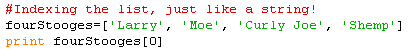 #Indexing the list, just like a string!
fourStooges=['Larry', 'Moe', 'Curly Joe', 'Shemp']
print fourStooges[0]